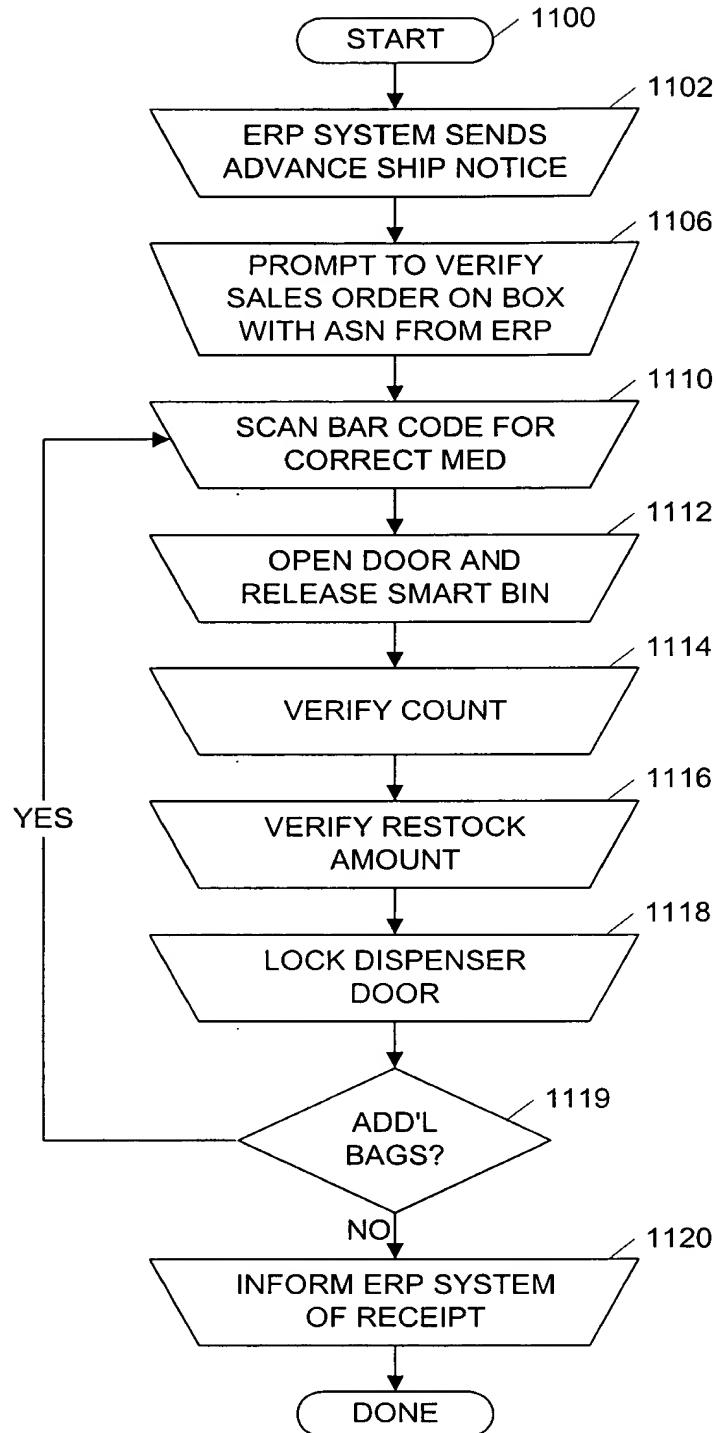 START
1100
1102
ERP SYSTEM SENDS
ADVANCE SHIP NOTICE
1106
PROMPT TO VERIFY
SALES ORDER ON BOX
WITH ASN FROM ERP
1110
SCAN BAR CODE FOR
CORRECT MED
1112
OPEN DOOR AND
RELEASE SMART BIN
1114
VERIFY COUNT
1116
VERIFY RESTOCK
AMOUNT
YES
1118
LOCK DISPENSER
DOOR
1119
ADD'L
BAGS?
NO
1120
INFORM ERP SYSTEM
OF RECEIPT
DONE